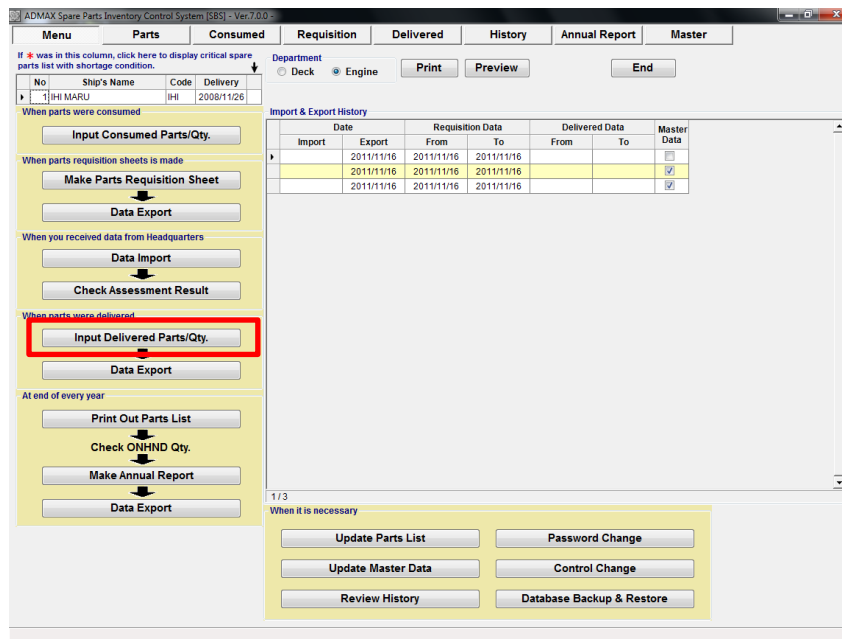 ADMAX Spare Parts Inventory Control System [SBS] - Ver.7.0.0 -
Menu Parts Consumed Requisition Delivered History Annual Report Master
If * was in this column, click here to display critical spare
parts list with shortage condition.
No Ship's Name Code Delivery
1 IHI MARU IHI 2008/11/26
Department
Deck Engine Print Preview End
When parts were consumed
Input Consumed Parts/Qty.
When parts requisition sheets is made
Make Parts Requisition Sheet
Data Export
When you received data from Headquarters
Data Import
Check Assessment Result
When parts were delivered
Input Delivered Parts/Qty.
Data Export
At end of every year
Print Out Parts List
Check ONHND Qty.
Make Annual Report
Data Export
Import & Export History
Date Requisition Data Delivered Data Master
Data
Import Export From To From To
2011/11/16 2011/11/16 2011/11/16
2011/11/16 2011/11/16 2011/11/16
2011/11/16 2011/11/16 2011/11/16
1 / 3
When it is necessary
Update Parts List Password Change
Update Master Data Control Change
Review History Database Backup & Restore